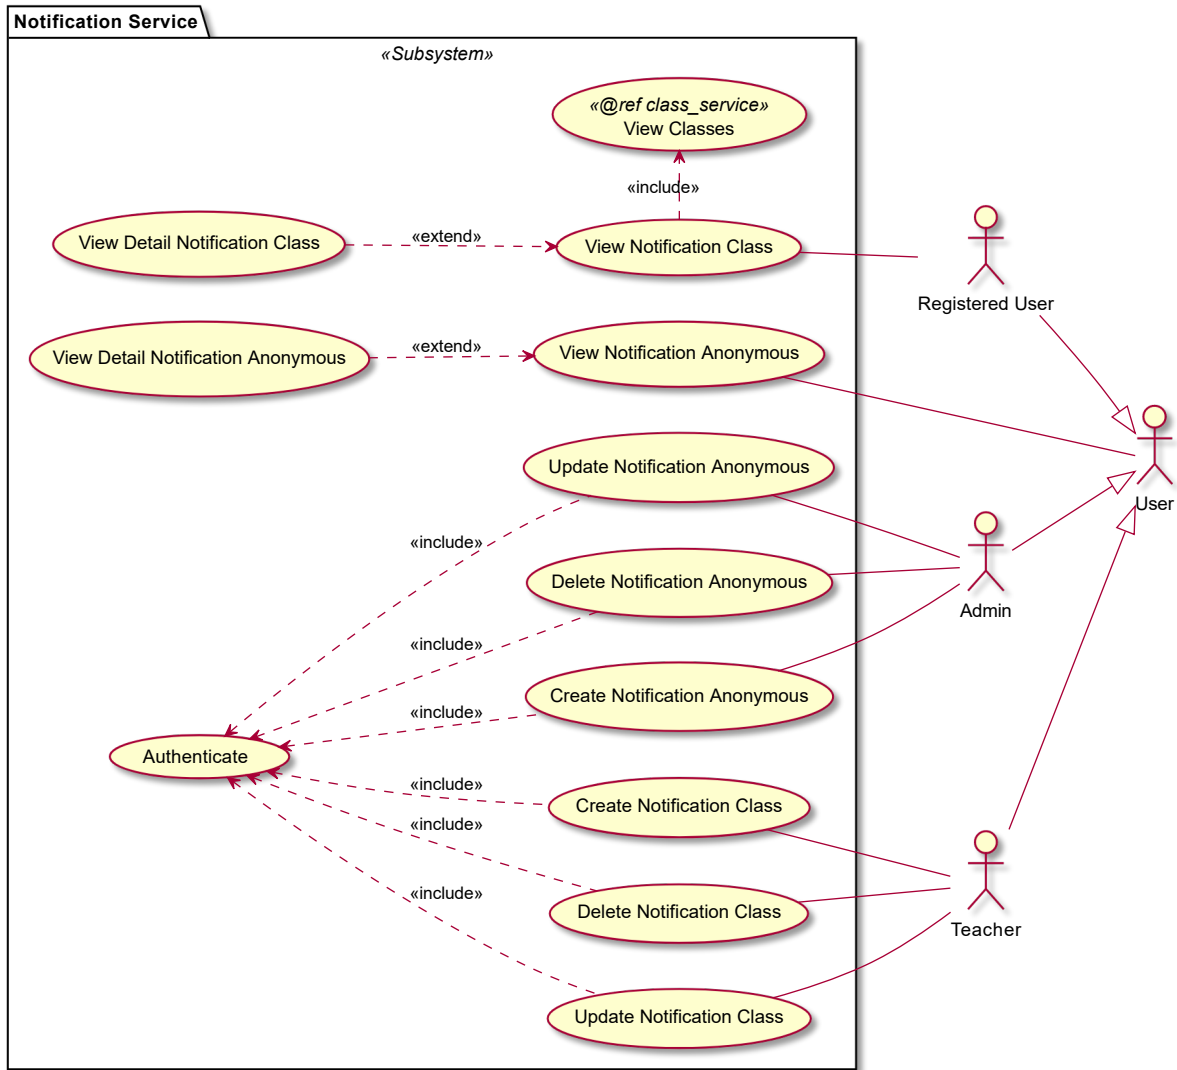 Notification Service
«Subsystem»
«@ref class_service»
View Classes
«include»
View Detail Notification Class
«extend»
View Notification Class
Registered User
View Detail Notification Anonymous
«extend»
View Notification Anonymous
User
Update Notification Anonymous
«include»
Delete Notification Anonymous
Admin
«include»
Create Notification Anonymous
«include»
Authenticate
«include»
Create Notification Class
«include»
«include»
Delete Notification Class
Teacher
Update Notification Class